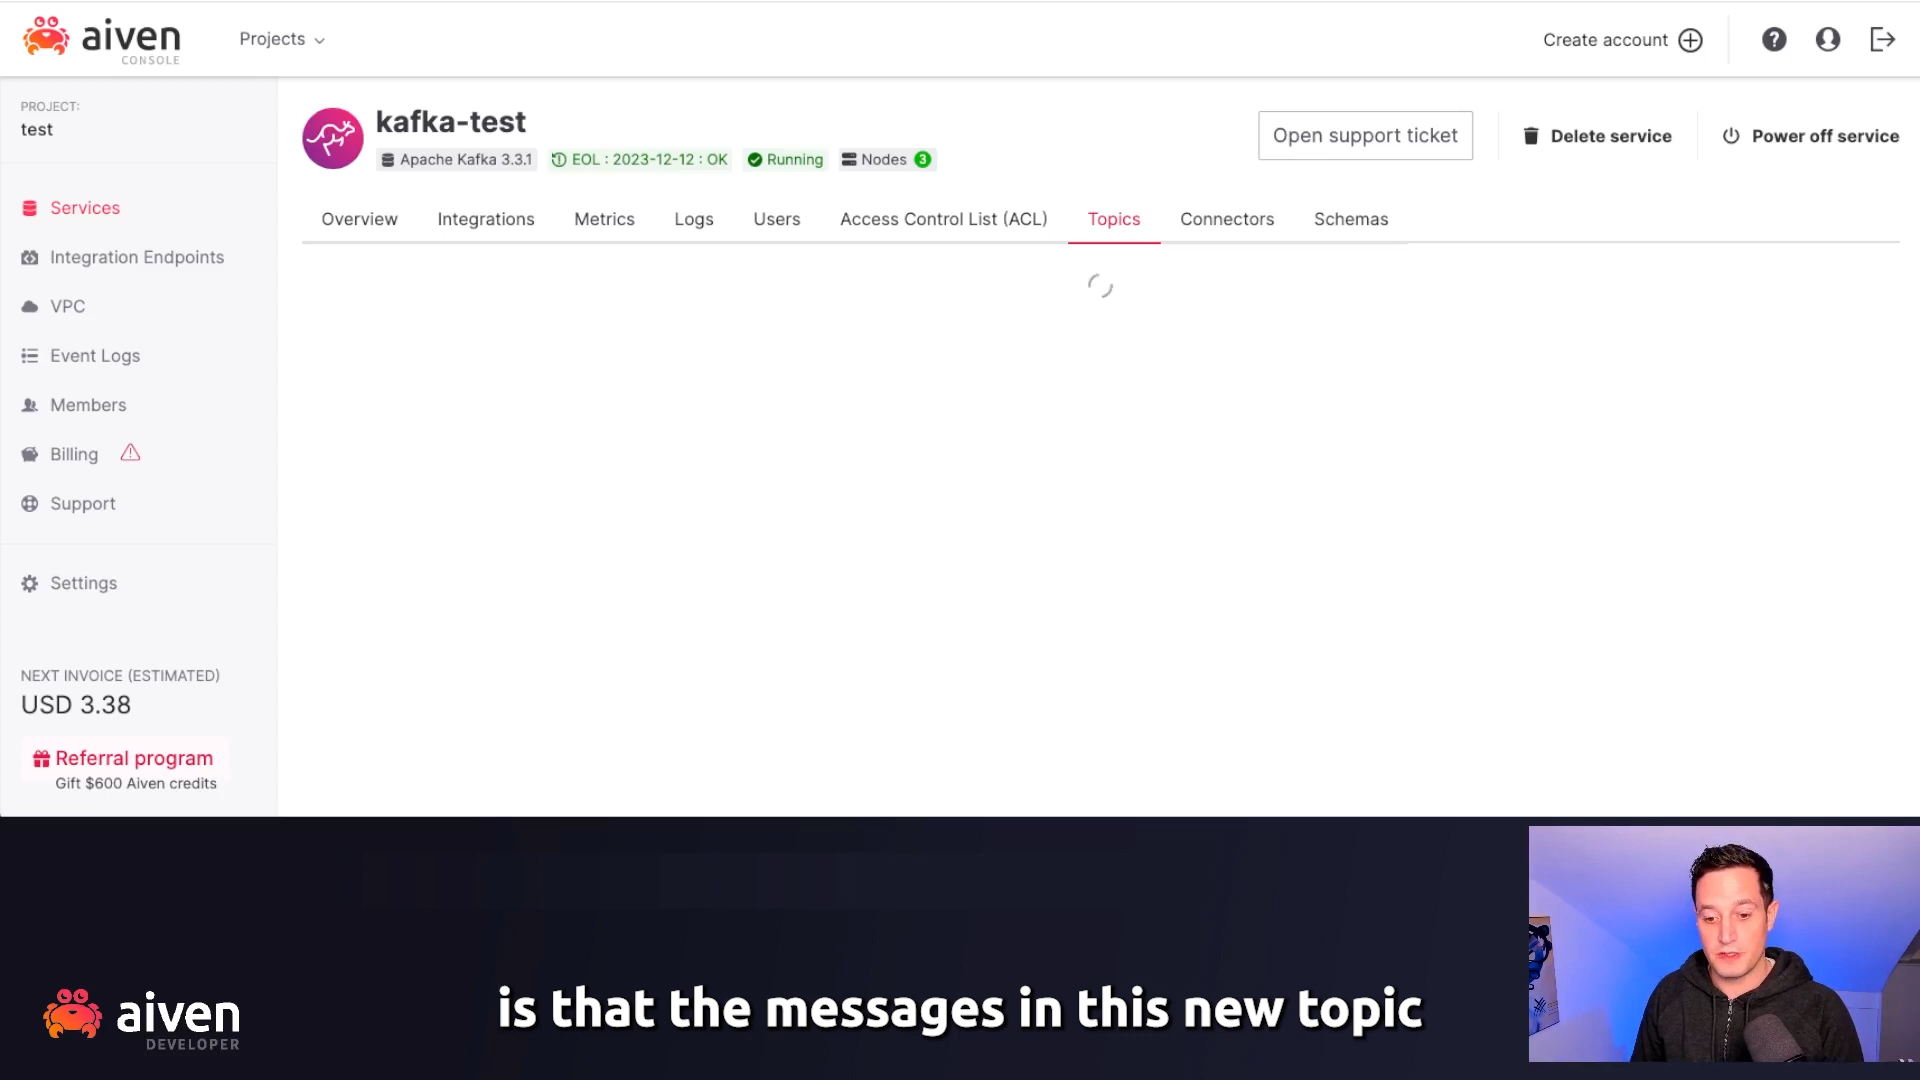 aiven
CONSOLE
Projects
Create account
PROJECT:
test
Services
Integration Endpoints
VPC
Event Logs
Members
Billing
Support
Settings
NEXT INVOICE (ESTIMATED)
USD 3.38
Referral program
Gift $600 Aiven credits
kafka-test
Apache Kafka 3.3.1
EOL : 2023-12-12 : OK
Running
Nodes 3
Open support ticket
Delete service
Power off service
Overview
Integrations
Metrics
Logs
Users
Access Control List (ACL)
Topics
Connectors
Schemas
is that the messages in this new topic
aiven
DEVELOPER